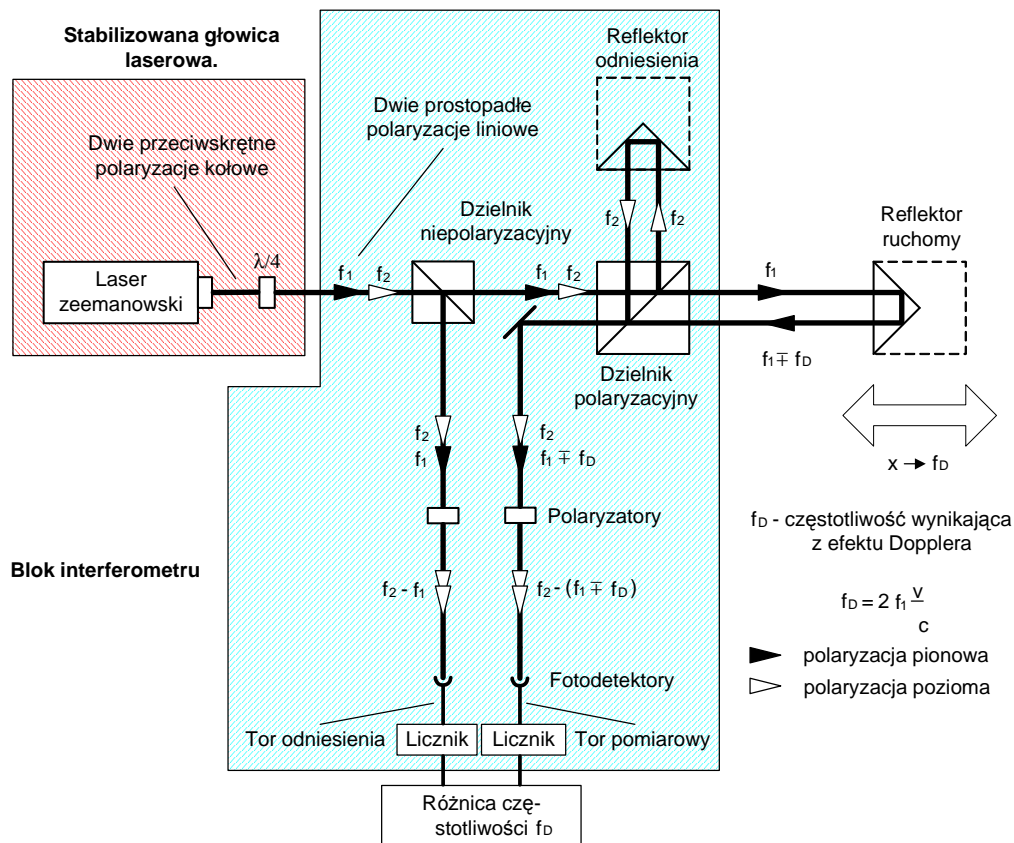 Stabilizowana głowica
laserowa.
Dwie przeciwskrętne
polaryzacje kołowe
λ/4
Laser
zeemanowski
Dwie prostopadłe
polaryzacje liniowe
Reflektor
odniesienia
Dzielnik
niepolaryzacyjny
f1 f2
f1 f2
f2 f2
Reflektor
ruchomy
f1
f1 ∓ fD
Dzielnik
polaryzacyjny
x → fD
f2
f1
f2
f1 ∓ fD
Polaryzatory
f2 - f1
f2 - (f1 ∓ fD)
Blok interferometru
fD - częstotliwość wynikająca
z efektu Dopplera
fD = 2 f1 v/c
polaryzacja pionowa
polaryzacja pozioma
Fotodetektory
Tor odniesienia
Licznik
Licznik
Tor pomiarowy
Różnica czę-
stotliwości fD